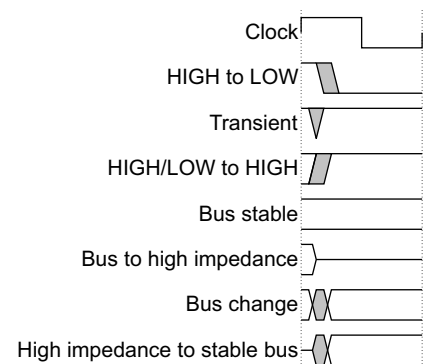 Clock
HIGH to LOW
Transient
HIGH/LOW to HIGH
Bus stable
Bus to high impedance
Bus change
High impedance to stable bus